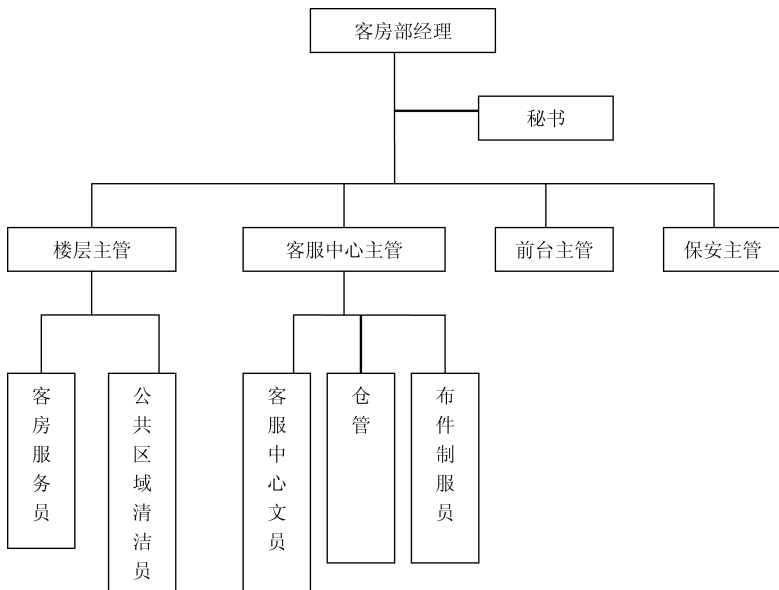 客房部经理
秘书
楼层主管
客服中心主管
前台主管
保安主管
客房服务员
公共区域清洁员
客服中心文员
仓管
布件制服员